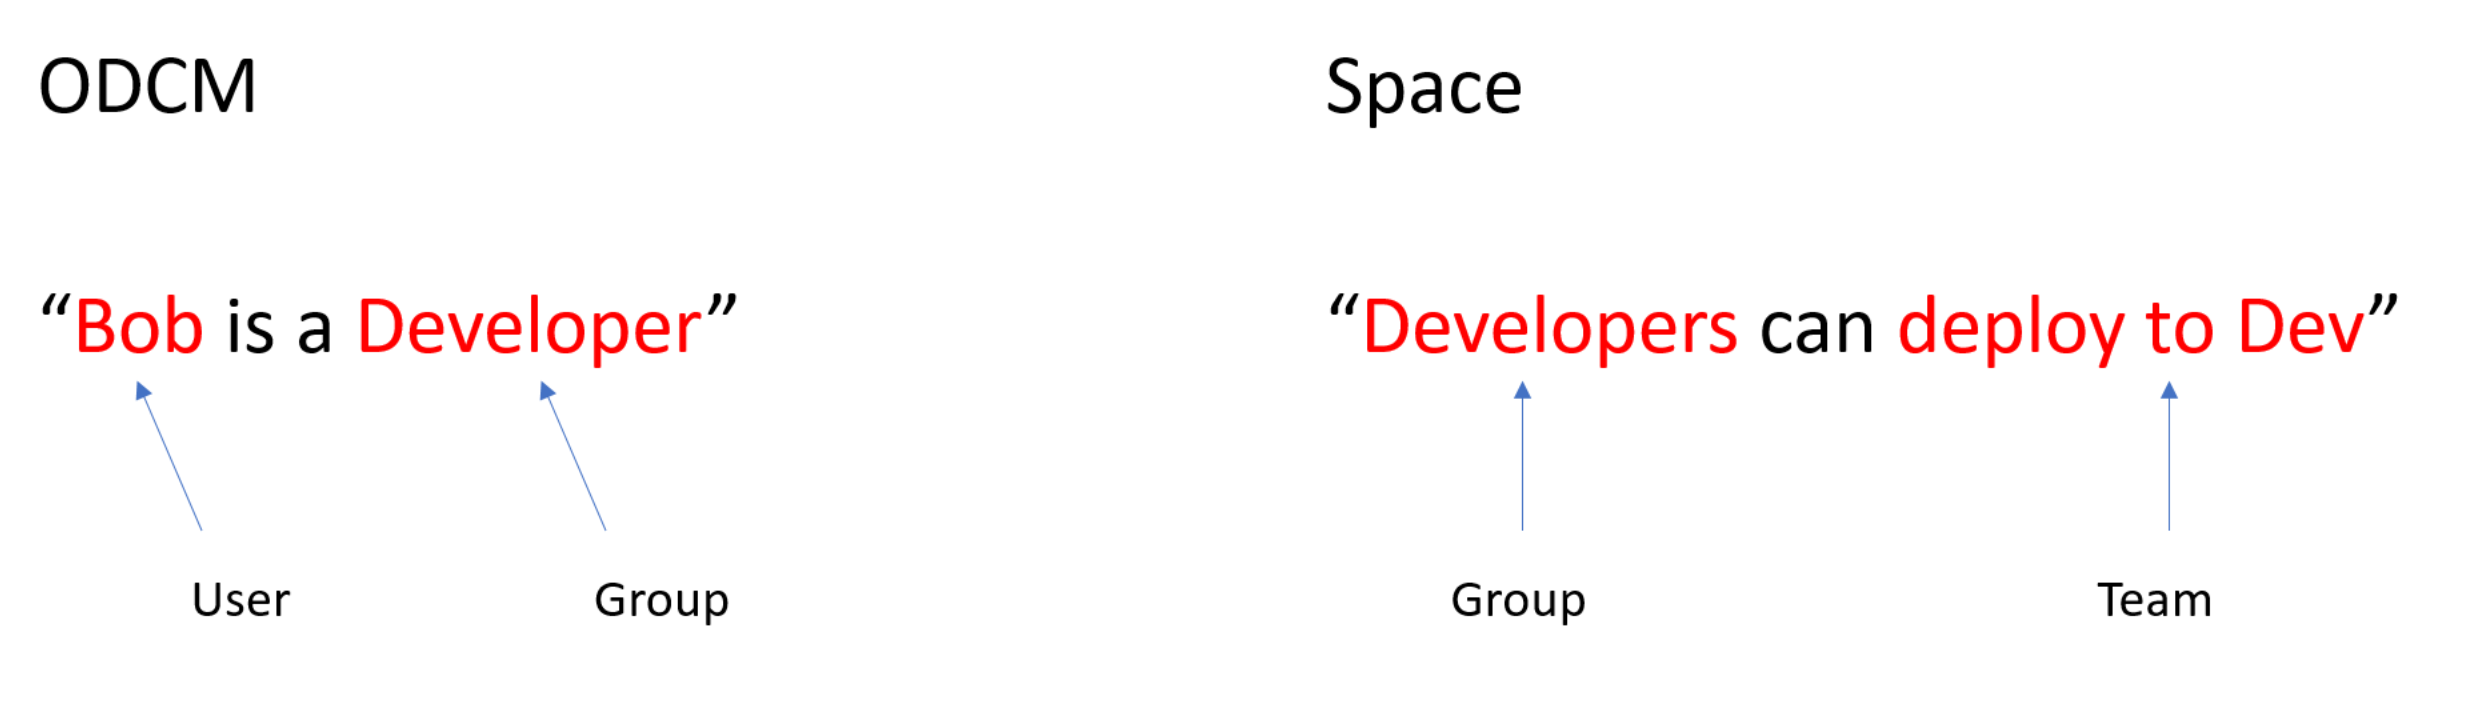 ODCM
Space
“Bob is a Developer”
“Developers can deploy to Dev”
User
Group
Group
Team